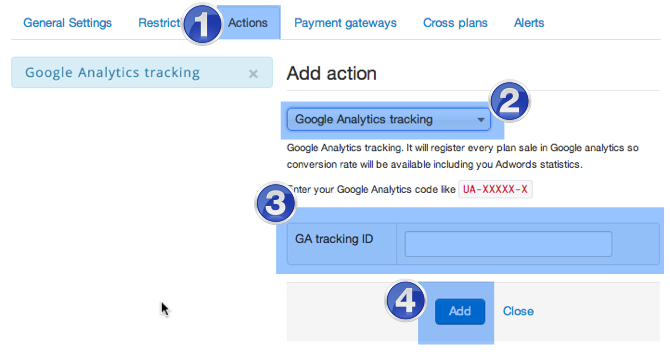 General Settings Restricti 1 Actions Payment gateways Cross plans Alerts
Google Analytics tracking ×
Add action
2
Google Analytics tracking
Google Analytics tracking. It will register every plan sale in Google analytics so
conversion rate will be available including you Adwords statistics.
Enter your Google Analytics code like UA-XXXXX-X
3
GA tracking ID
4
Add Close